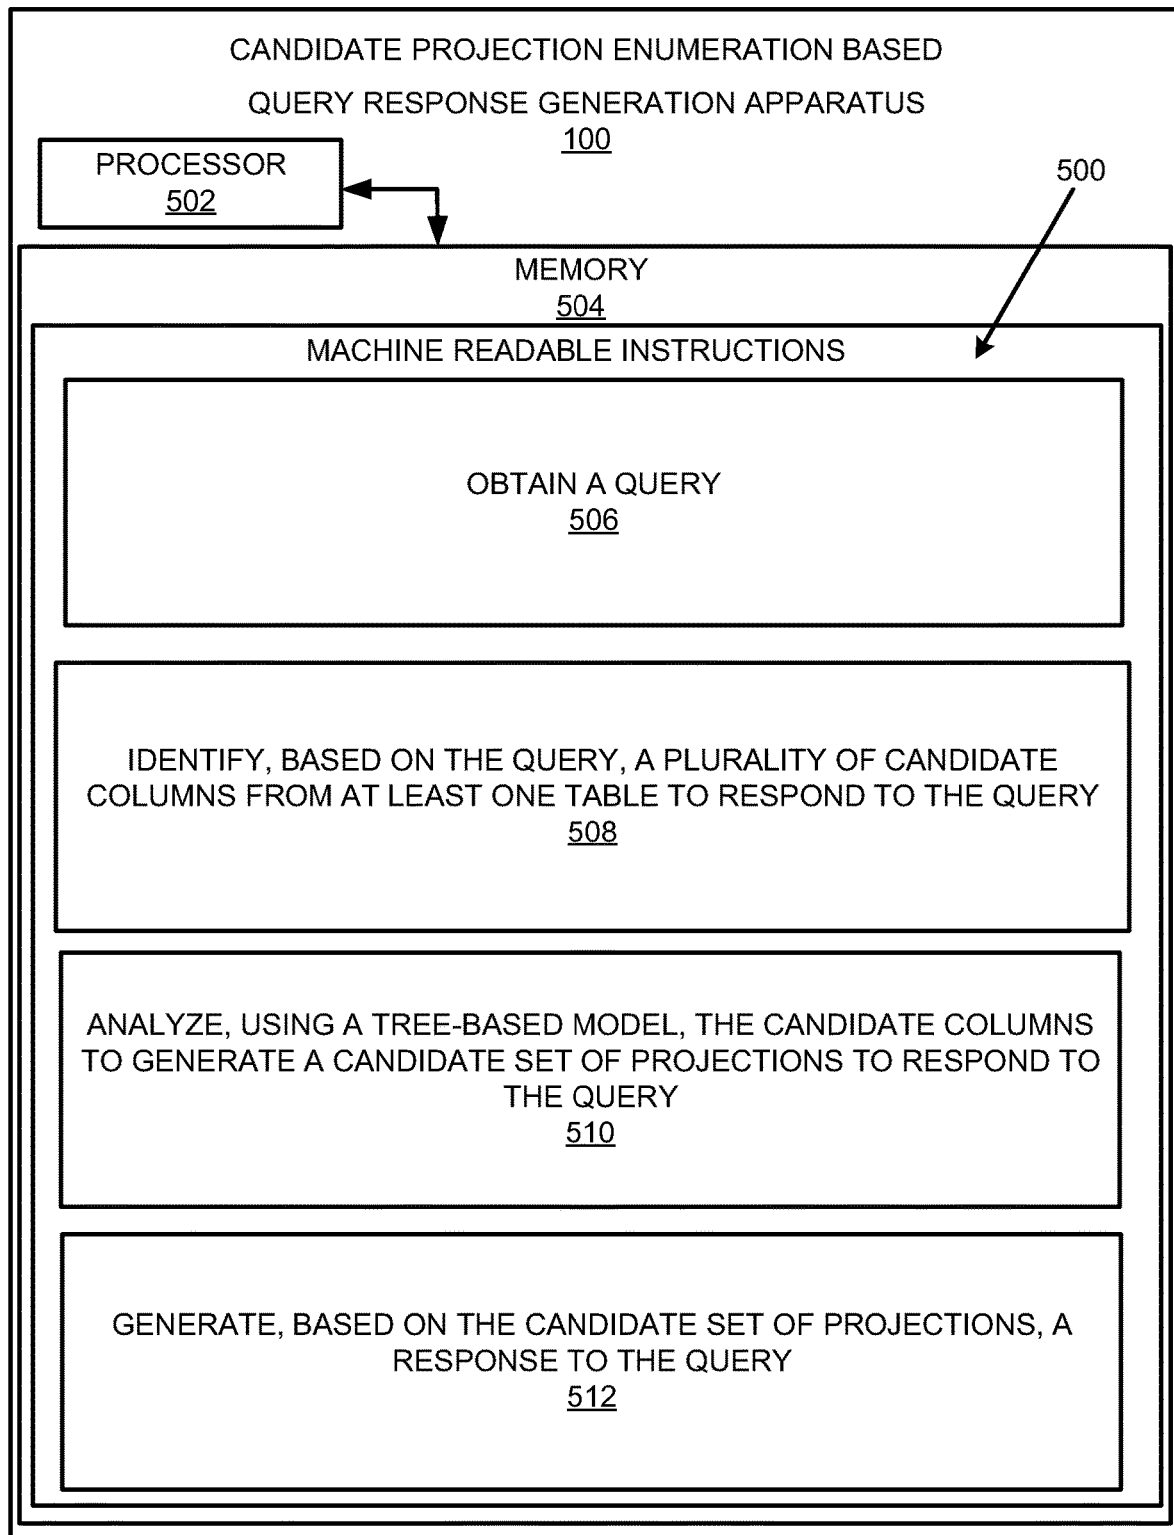 CANDIDATE PROJECTION ENUMERATION BASED
QUERY RESPONSE GENERATION APPARATUS
100
PROCESSOR
502
500
MEMORY
504
MACHINE READABLE INSTRUCTIONS
OBTAIN A QUERY
506
IDENTIFY, BASED ON THE QUERY, A PLURALITY OF CANDIDATE
COLUMNS FROM AT LEAST ONE TABLE TO RESPOND TO THE QUERY
508
ANALYZE, USING A TREE-BASED MODEL, THE CANDIDATE COLUMNS
TO GENERATE A CANDIDATE SET OF PROJECTIONS TO RESPOND TO
THE QUERY
510
GENERATE, BASED ON THE CANDIDATE SET OF PROJECTIONS, A
RESPONSE TO THE QUERY
512